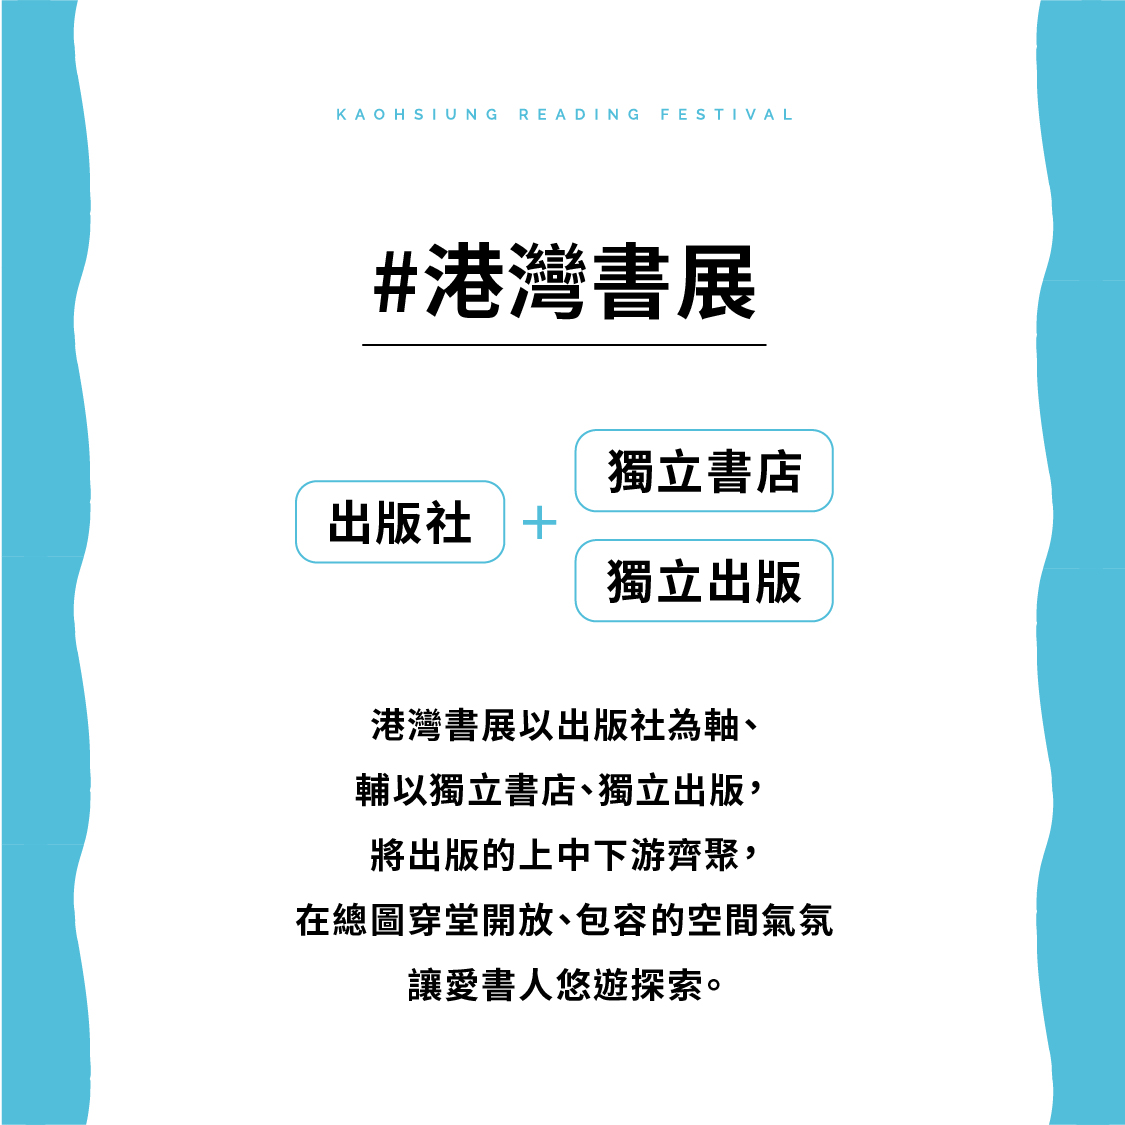 KAOHSIUNG READING FESTIVAL
#港灣書展
出版社
+
獨立書店
獨立出版
港灣書展以出版社為軸、
輔以獨立書店、獨立出版，
將出版的上中下游齊聚，
在總圖穿堂開放、包容的空間氣氛
讓愛書人悠遊探索。